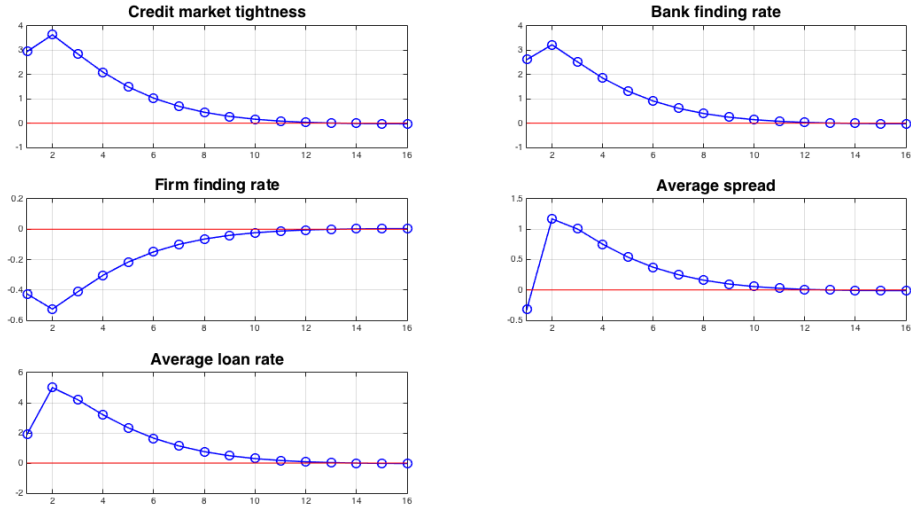 Credit market tightness
4
3
2
1
0
-1
2 4 6 8 10 12 14 16
Bank finding rate
4
3
2
1
0
-1
2 4 6 8 10 12 14 16
Firm finding rate
0.2
0
-0.2
-0.4
-0.6
2 4 6 8 10 12 14 16
Average spread
1.5
1
0.5
0
-0.5
2 4 6 8 10 12 14 16
Average loan rate
6
4
2
0
-2
2 4 6 8 10 12 14 16